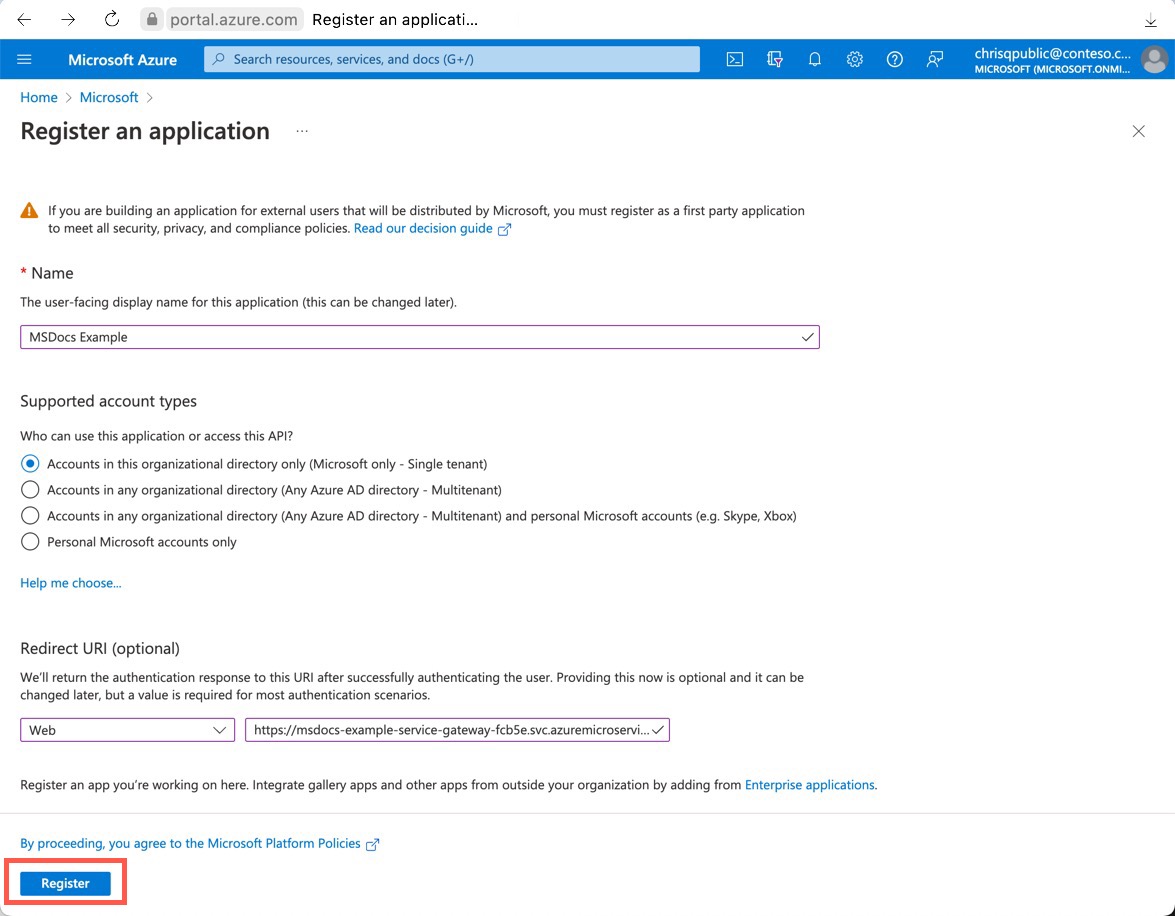 portal.azure.com Register an applicati...
Microsoft Azure
Search resources, services, and docs (G+/)
chrisqpublic@conteso.c...
MICROSOFT (MICROSOFT.ONMI...
Home > Microsoft >
Register an application ...
If you are building an application for external users that will be distributed by Microsoft, you must register as a first party application
to meet all security, privacy, and compliance policies. Read our decision guide
* Name
The user-facing display name for this application (this can be changed later).
MSDocs Example
Supported account types
Who can use this application or access this API?
Accounts in this organizational directory only (Microsoft only - Single tenant)
Accounts in any organizational directory (Any Azure AD directory - Multitenant)
Accounts in any organizational directory (Any Azure AD directory - Multitenant) and personal Microsoft accounts (e.g. Skype, Xbox)
Personal Microsoft accounts only
Help me choose...
Redirect URI (optional)
We'll return the authentication response to this URI after successfully authenticating the user. Providing this now is optional and it can be
changed later, but a value is required for most authentication scenarios.
Web
https://msdocs-example-service-gateway-fcb5e.svc.azuremicroservi...
Register an app you're working on here. Integrate gallery apps and other apps from outside your organization by adding from Enterprise applications.
By proceeding, you agree to the Microsoft Platform Policies
Register